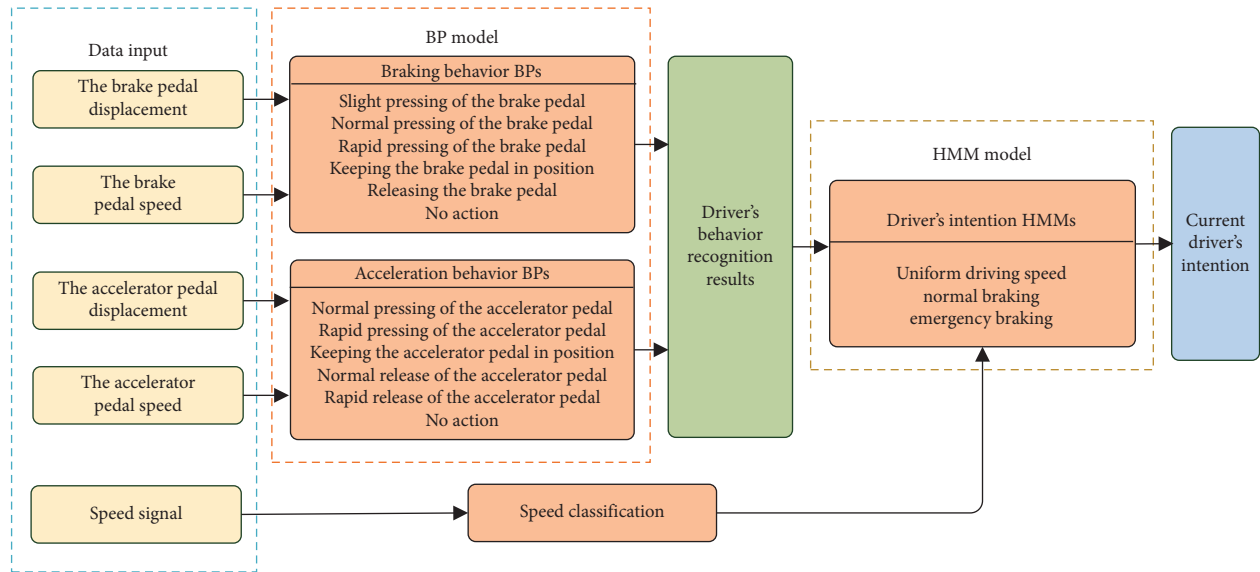 Data input
The brake pedal
displacement
The brake
pedal speed
The accelerator pedal
displacement
The accelerator
pedal speed
Speed signal
BP model
Braking behavior BPs
Slight pressing of the brake pedal
Normal pressing of the brake pedal
Rapid pressing of the brake pedal
Keeping the brake pedal in position
Releasing the brake pedal
No action
Acceleration behavior BPs
Normal pressing of the accelerator pedal
Rapid pressing of the accelerator pedal
Keeping the accelerator pedal in position
Normal release of the accelerator pedal
Rapid release of the accelerator pedal
No action
Speed classification
Driver's
behavior
recognition
results
HMM model
Driver's intention HMMs
Uniform driving speed
normal braking
emergency braking
Current
driver's
intention